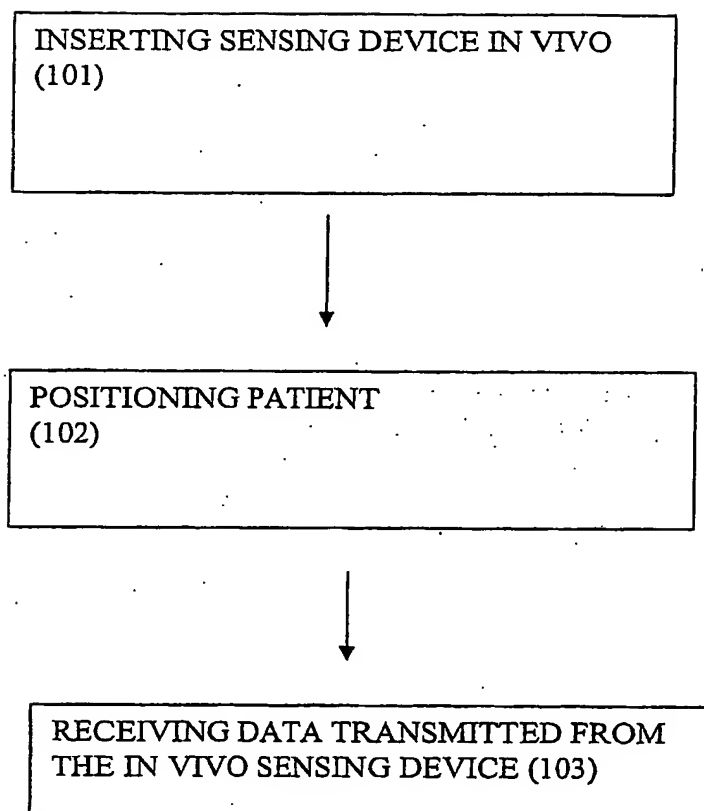 INSERTING SENSING DEVICE IN VIVO
(101)
POSITIONING PATIENT
(102)
RECEIVING DATA TRANSMITTED FROM
THE IN VIVO SENSING DEVICE (103)